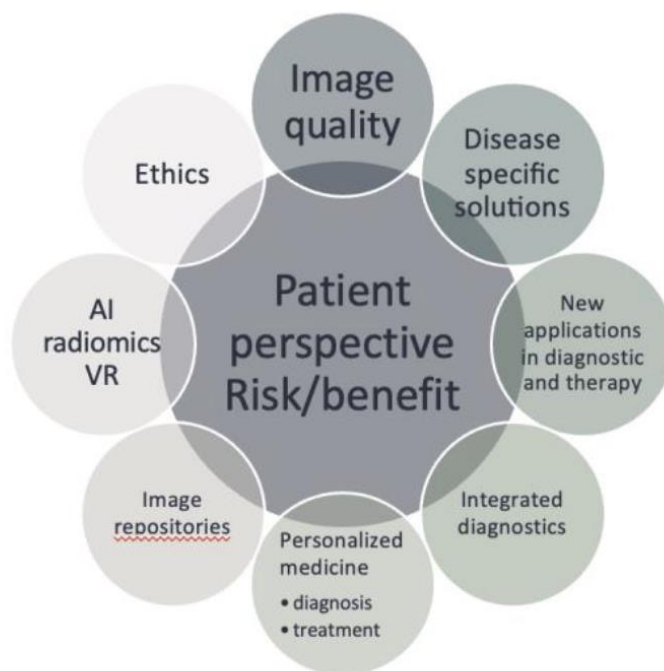 Image
quality
Disease
specific
solutions
New
applications
in diagnostic
and therapy
Integrated
diagnostics
Personalized
medicine
• diagnosis
• treatment
Image
repositories
AI
radiomics
VR
Ethics
Patient
perspective
Risk/benefit